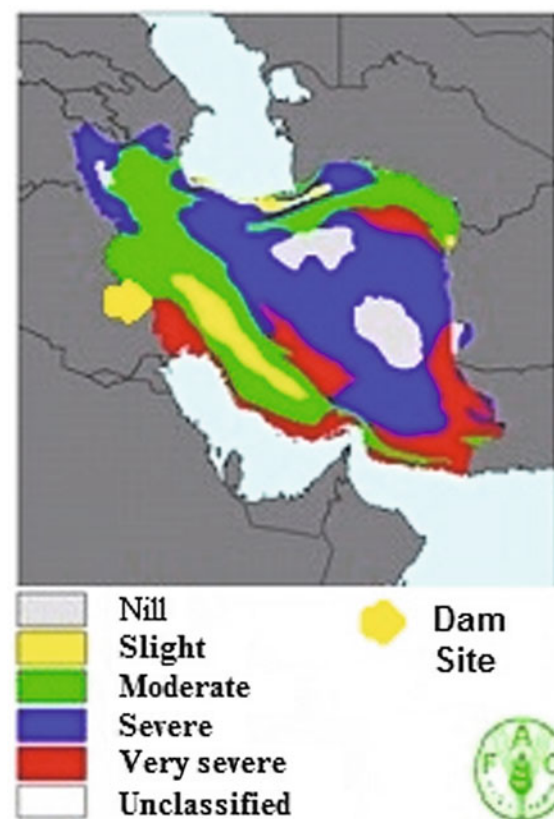 Nill
Slight
Moderate
Severe
Very severe
Unclassified
Dam
Site
F A O